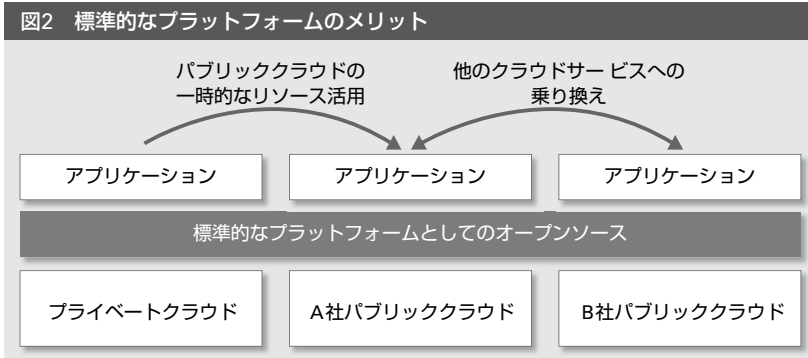 図2 標準的なプラットフォームのメリット
パブリッククラウドの
一時的なリソース活用
他のクラウドサービスへの
乗り換え
アプリケーション
アプリケーション
アプリケーション
標準的なプラットフォームとしてのオープンソース
プライベートクラウド
A社パブリッククラウド
B社パブリッククラウド